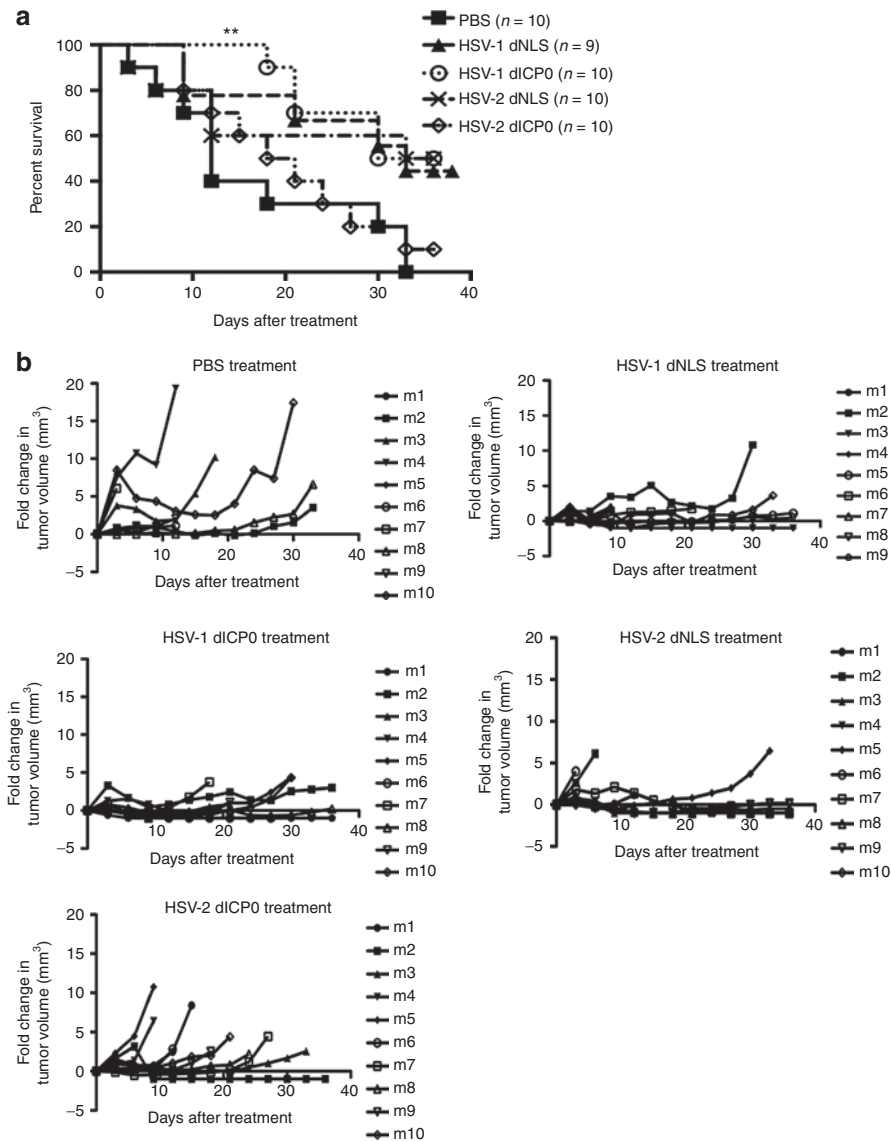 a
**
PBS (n = 10)
HSV-1 dNLS (n = 9)
HSV-1 dICP0 (n = 10)
HSV-2 dNLS (n = 10)
HSV-2 dICP0 (n = 10)
Percent survival
100
80
60
40
20
0
0 10 20 30 40
Days after treatment
b
PBS treatment
Fold change in
tumor volume (mm³)
20
15
10
5
0
−5
10 20 30 40
Days after treatment
m1
m2
m3
m4
m5
m6
m7
m8
m9
m10
HSV-1 dNLS treatment
Fold change in
tumor volume (mm³)
20
15
10
5
0
−5
10 20 30 40
Days after treatment
m1
m2
m3
m4
m5
m6
m7
m8
m9
HSV-1 dICP0 treatment
Fold change in
tumor volume (mm³)
20
15
10
5
0
−5
10 20 30 40
Days after treatment
m1
m2
m3
m4
m5
m6
m7
m8
m9
m10
HSV-2 dNLS treatment
Fold change in
tumor volume (mm³)
20
15
10
5
0
−5
10 20 30 40
Days after treatment
m1
m2
m3
m4
m5
m6
m7
m8
m9
m10
HSV-2 dICP0 treatment
Fold change in
tumor volume (mm³)
20
15
10
5
0
−5
10 20 30 40
Days after treatment
m1
m2
m3
m4
m5
m6
m7
m8
m9
m10